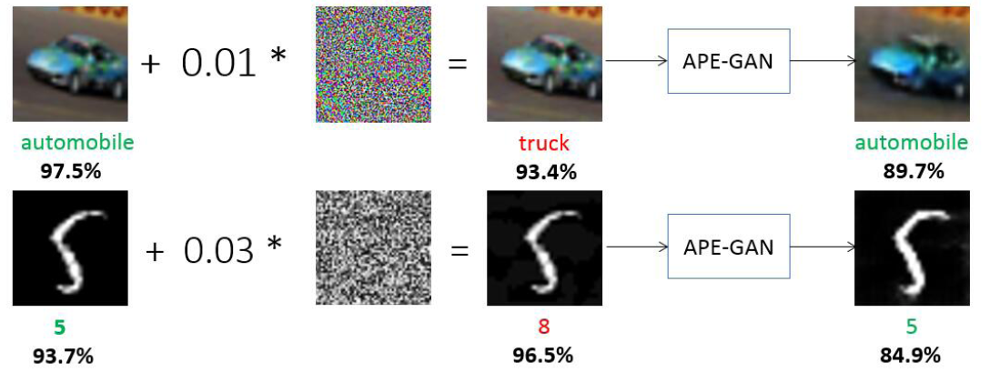 + 0.01 * = APE-GAN
automobile truck automobile
97.5% 93.4% 89.7%
+ 0.03 * = APE-GAN
5 8 5
93.7% 96.5% 84.9%